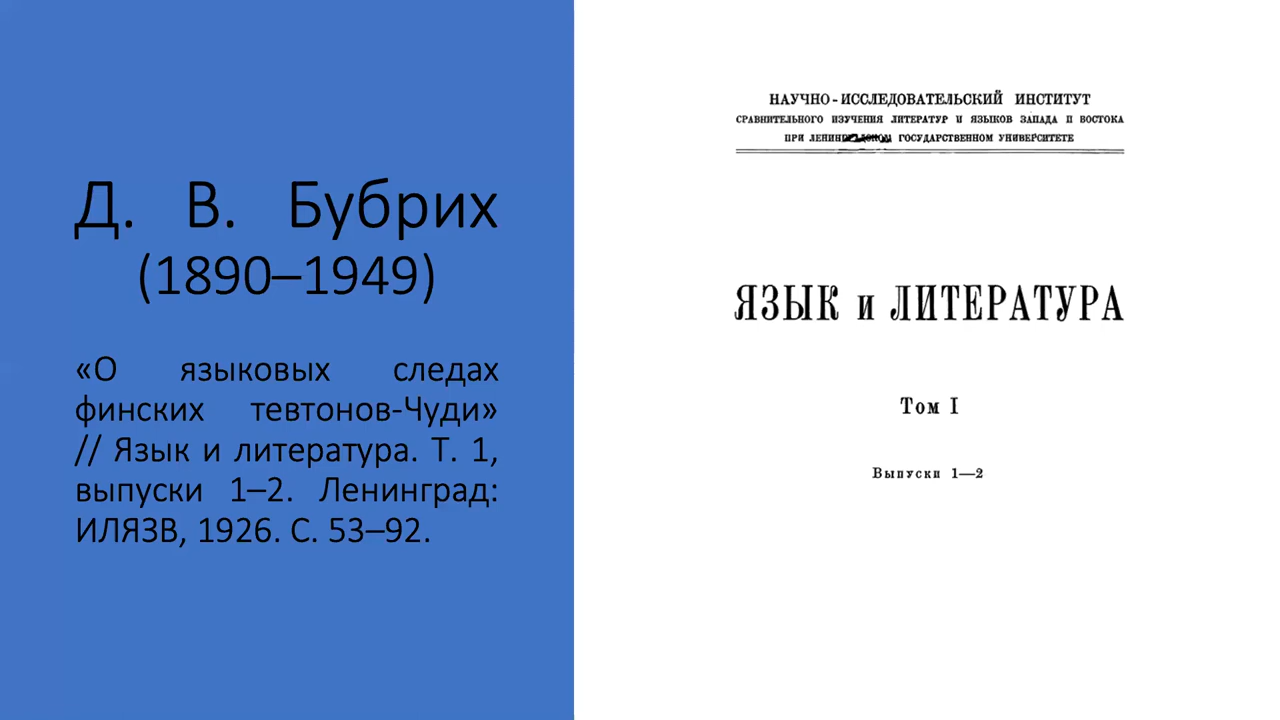 Д. В. Бубрих
(1890–1949)
«О языковых следах
финских тевтонов-Чуди»
// Язык и литература. Т. 1,
выпуски 1–2. Ленинград:
ИЛЯЗВ, 1926. С. 53–92.
НАУЧНО-ИССЛЕДОВАТЕЛЬСКИЙ ИНСТИТУТ
СРАВНИТЕЛЬНОГО ИЗУЧЕНИЯ ЛИТЕРАТУР И ЯЗЫКОВ ЗАПАДА И ВОСТОКА
ПРИ ГОСУДАРСТВЕННОМ УНИВЕРСИТЕТЕ
ЯЗЫК и ЛИТЕРАТУРА
Том I
Выпуски 1—2